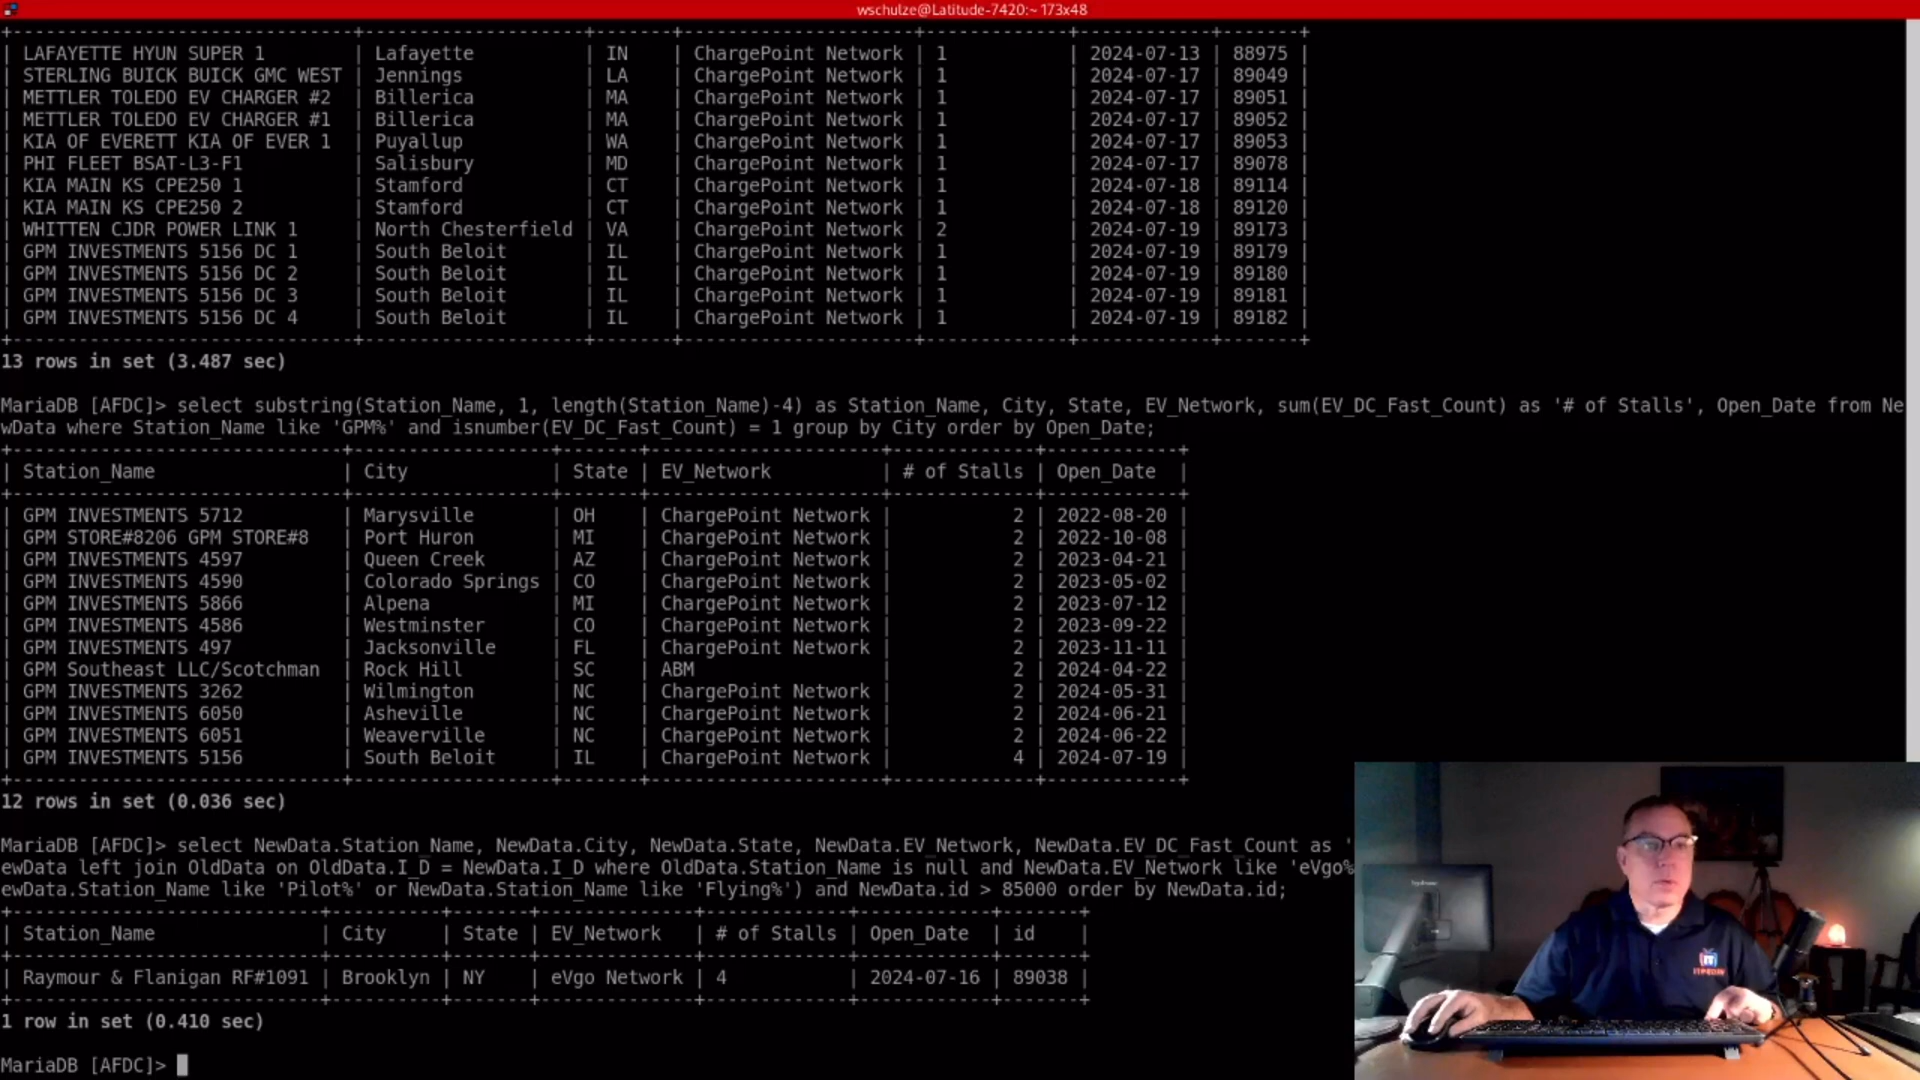 wschulze@Latitude-7420:~ 173x48
+------------------------------+--------------------+-------+--------------------+-------------+------------+-------+
| LAFAYETTE HYUN SUPER 1 | Lafayette | IN | ChargePoint Network | 1 | 2024-07-13 | 88975 |
| STERLING BUICK BUICK GMC WEST | Jennings | LA | ChargePoint Network | 1 | 2024-07-17 | 89049 |
| METTLER TOLEDO EV CHARGER #2 | Billerica | MA | ChargePoint Network | 1 | 2024-07-17 | 89051 |
| METTLER TOLEDO EV CHARGER #1 | Billerica | MA | ChargePoint Network | 1 | 2024-07-17 | 89052 |
| KIA OF EVERETT KIA OF EVER 1 | Puyallup | WA | ChargePoint Network | 1 | 2024-07-17 | 89053 |
| PHI FLEET BSAT-L3-F1 | Salisbury | MD | ChargePoint Network | 1 | 2024-07-17 | 89078 |
| KIA MAIN KS CPE250 1 | Stamford | CT | ChargePoint Network | 1 | 2024-07-18 | 89114 |
| KIA MAIN KS CPE250 2 | Stamford | CT | ChargePoint Network | 1 | 2024-07-18 | 89120 |
| WHITTEN CJDR POWER LINK 1 | North Chesterfield | VA | ChargePoint Network | 2 | 2024-07-19 | 89173 |
| GPM INVESTMENTS 5156 DC 1 | South Beloit | IL | ChargePoint Network | 1 | 2024-07-19 | 89179 |
| GPM INVESTMENTS 5156 DC 2 | South Beloit | IL | ChargePoint Network | 1 | 2024-07-19 | 89180 |
| GPM INVESTMENTS 5156 DC 3 | South Beloit | IL | ChargePoint Network | 1 | 2024-07-19 | 89181 |
| GPM INVESTMENTS 5156 DC 4 | South Beloit | IL | ChargePoint Network | 1 | 2024-07-19 | 89182 |
13 rows in set (3.487 sec)
MariaDB [AFDC]> select substring(Station_Name, 1, length(Station_Name)-4) as Station_Name, City, State, EV_Network, sum(EV_DC_Fast_Count) as '# of Stalls', Open_Date from Ne
wData where Station_Name like 'GPM%' and isnumber(EV_DC_Fast_Count) = 1 group by City order by Open_Date;
| Station_Name | City | State | EV_Network | # of Stalls | Open_Date |
| GPM INVESTMENTS 5712 | Marysville | OH | ChargePoint Network | 2 | 2022-08-20 |
| GPM STORE#8206 GPM STORE#8 | Port Huron | MI | ChargePoint Network | 2 | 2022-10-08 |
| GPM INVESTMENTS 4597 | Queen Creek | AZ | ChargePoint Network | 2 | 2023-04-21 |
| GPM INVESTMENTS 4590 | Colorado Springs | CO | ChargePoint Network | 2 | 2023-05-02 |
| GPM INVESTMENTS 5866 | Alpena | MI | ChargePoint Network | 2 | 2023-07-12 |
| GPM INVESTMENTS 4586 | Westminster | CO | ChargePoint Network | 2 | 2023-09-22 |
| GPM INVESTMENTS 497 | Jacksonville | FL | ChargePoint Network | 2 | 2023-11-11 |
| GPM Southeast LLC/Scotchman | Rock Hill | SC | ABM | 2 | 2024-04-22 |
| GPM INVESTMENTS 3262 | Wilmington | NC | ChargePoint Network | 2 | 2024-05-31 |
| GPM INVESTMENTS 6050 | Asheville | NC | ChargePoint Network | 2 | 2024-06-21 |
| GPM INVESTMENTS 6051 | Weaverville | NC | ChargePoint Network | 2 | 2024-06-22 |
| GPM INVESTMENTS 5156 | South Beloit | IL | ChargePoint Network | 4 | 2024-07-19 |
12 rows in set (0.036 sec)
MariaDB [AFDC]> select NewData.Station_Name, NewData.City, NewData.State, NewData.EV_Network, NewData.EV_DC_Fast_Count as '
ewData left join OldData on OldData.I_D = NewData.I_D where OldData.Station_Name is null and NewData.EV_Network like 'eVgo%
ewData.Station_Name like 'Pilot%' or NewData.Station_Name like 'Flying%') and NewData.id > 85000 order by NewData.id;
| Station_Name | City | State | EV_Network | # of Stalls | Open_Date | id |
| Raymour & Flanigan RF#1091 | Brooklyn | NY | eVgo Network | 4 | 2024-07-16 | 89038 |
1 row in set (0.410 sec)
MariaDB [AFDC]>